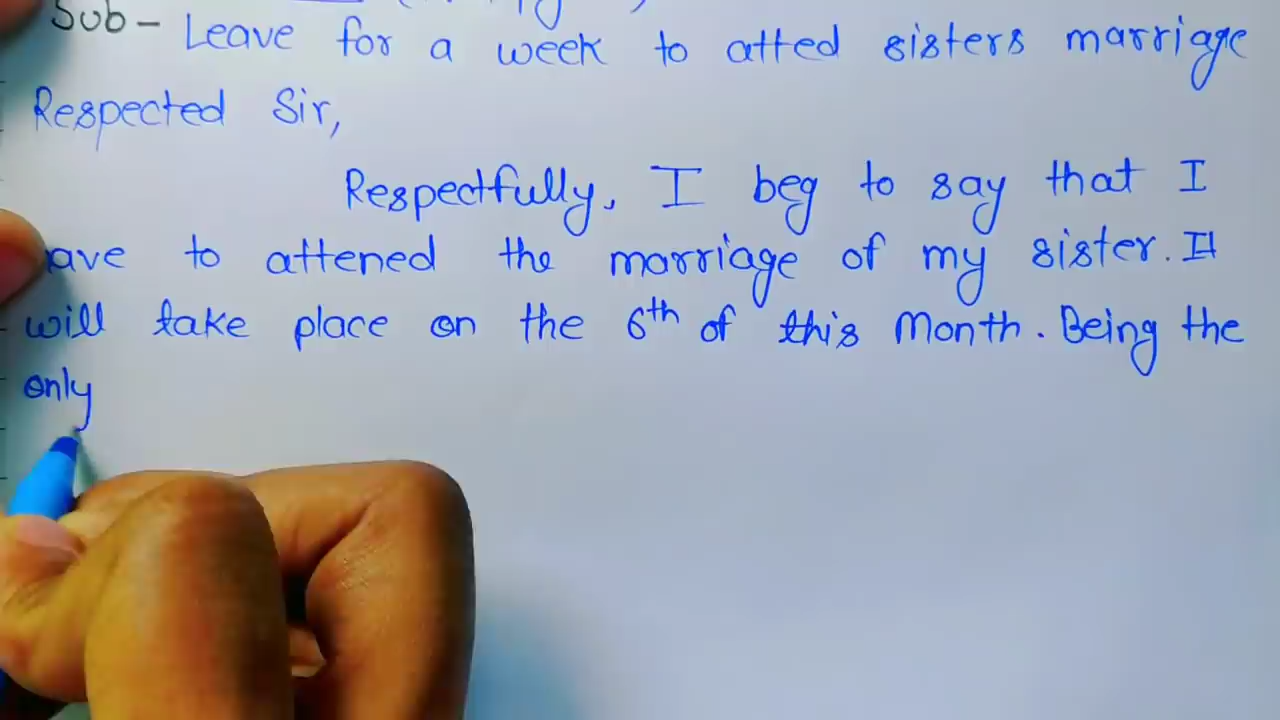 Sub - Leave for a week to atted sisters marriage
Respected Sir,
Respectfully, I beg to say that I
ave to attened the marriage of my sister. It
will take place on the 6th of this month. Being the
only